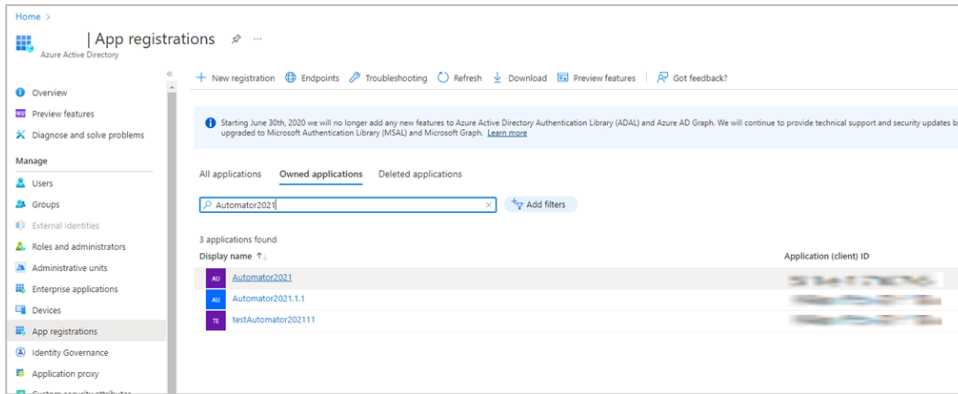 Home >
| App registrations
Azure Active Directory
«
New registration Endpoints Troubleshooting Refresh Download Preview features Got feedback?
Overview
Preview features
Diagnose and solve problems
Manage
Users
Groups
External Identities
Roles and administrators
Administrative units
Enterprise applications
Devices
App registrations
Identity Governance
Application proxy
Custom security attributes
Starting June 30th, 2020 we will no longer add any new features to Azure Active Directory Authentication Library (ADAL) and Azure AD Graph. We will continue to provide technical support and security updates
upgraded to Microsoft Authentication Library (MSAL) and Microsoft Graph. Learn more
All applications Owned applications Deleted applications
Automator2021
Add filters
3 applications found
Display name Application (client) ID
AU Automator2021
AU Automator2021.1.1
TE testAutomator202111